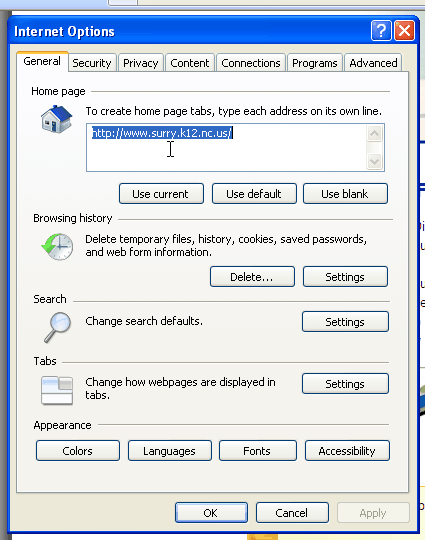 Internet Options
General Security Privacy Content Connections Programs Advanced
Home page
To create home page tabs, type each address on its own line.
http://www.surry.k12.nc.us/
Use current Use default Use blank
Browsing history
Delete temporary files, history, cookies, saved passwords,
and web form information.
Delete... Settings
Search
Change search defaults. Settings
Tabs
Change how webpages are displayed in
tabs.
Settings
Appearance
Colors Languages Fonts Accessibility
OK Cancel Apply